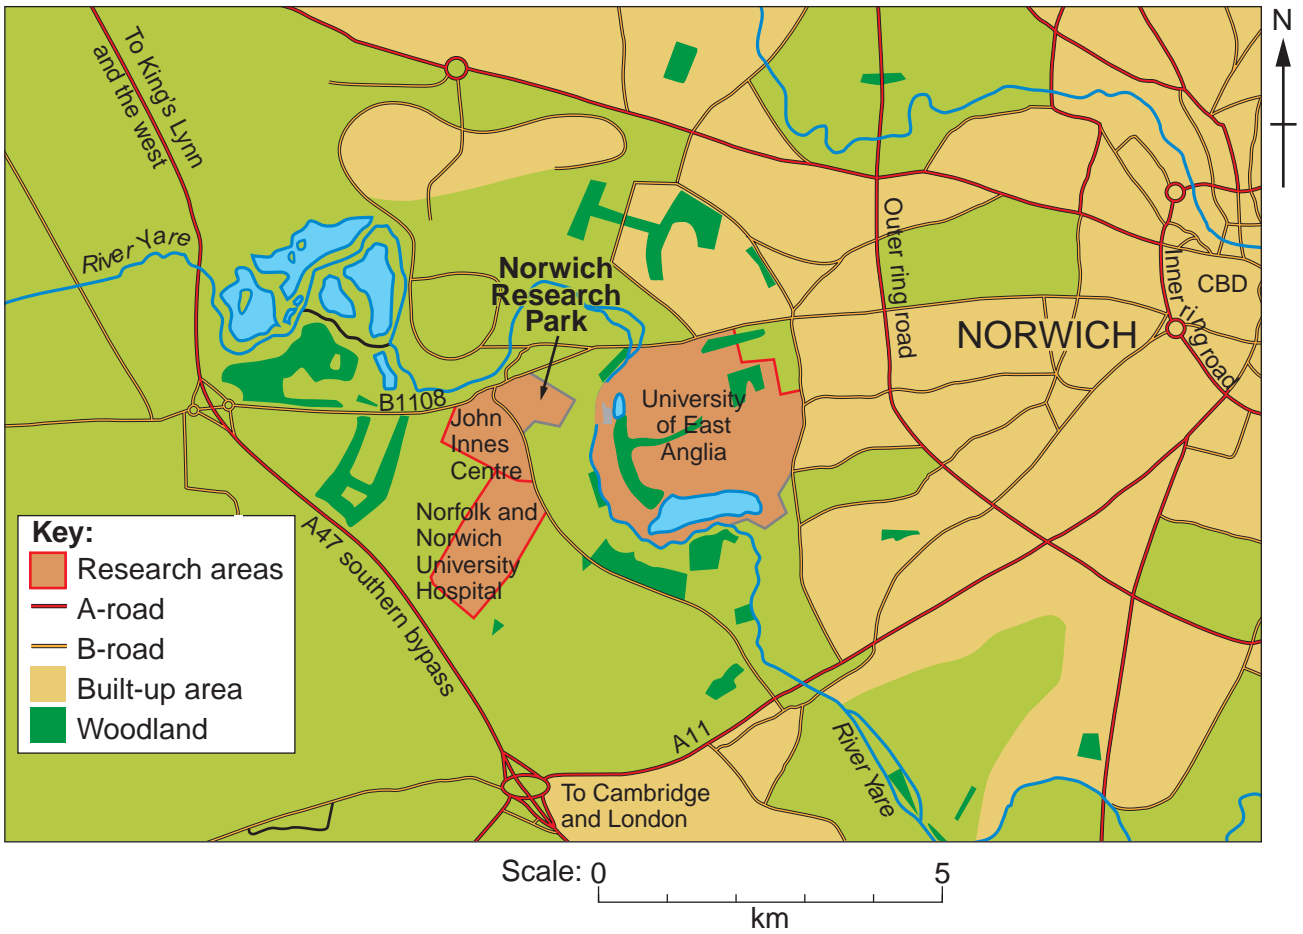 N
To King's Lynn
and the west
River Yare
Norwich
Research
Park
Outer ring road
Inner ring road
CBD
NORWICH
B1108
John
Innes
Centre
University
of East
Anglia
Norfolk and
Norwich
University
Hospital
A47 southern bypass
A11
River Yare
To Cambridge
and London
Key:
Research areas
A-road
B-road
Built-up area
Woodland
Scale: 0 5
km